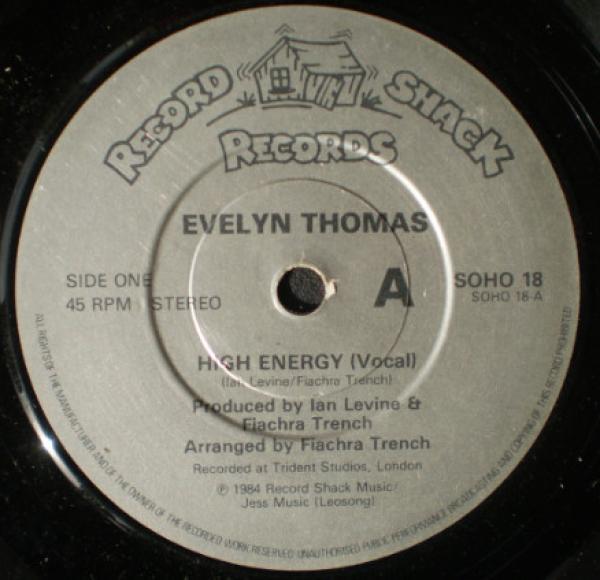 RECORD SHACK
RECORDS
EVELYN THOMAS
SIDE ONE
45 RPM STEREO
A
SOHO 18
SOHO 18-A
HIGH ENERGY (Vocal)
(Ian Levine/Fiachra Trench)
Produced by Ian Levine &
Fiachra Trench
Arranged by Fiachra Trench
Recorded at Trident Studios, London
℗ 1984 Record Shack Music/
Jess Music (Leosong)
ALL RIGHTS OF THE MANUFACTURER AND OF THE OWNER OF THE RECORDED WORK RESERVED UNAUTHORISED PUBLIC PERFORMANCE BROADCASTING AND COPYING OF THIS RECORD PROHIBITED